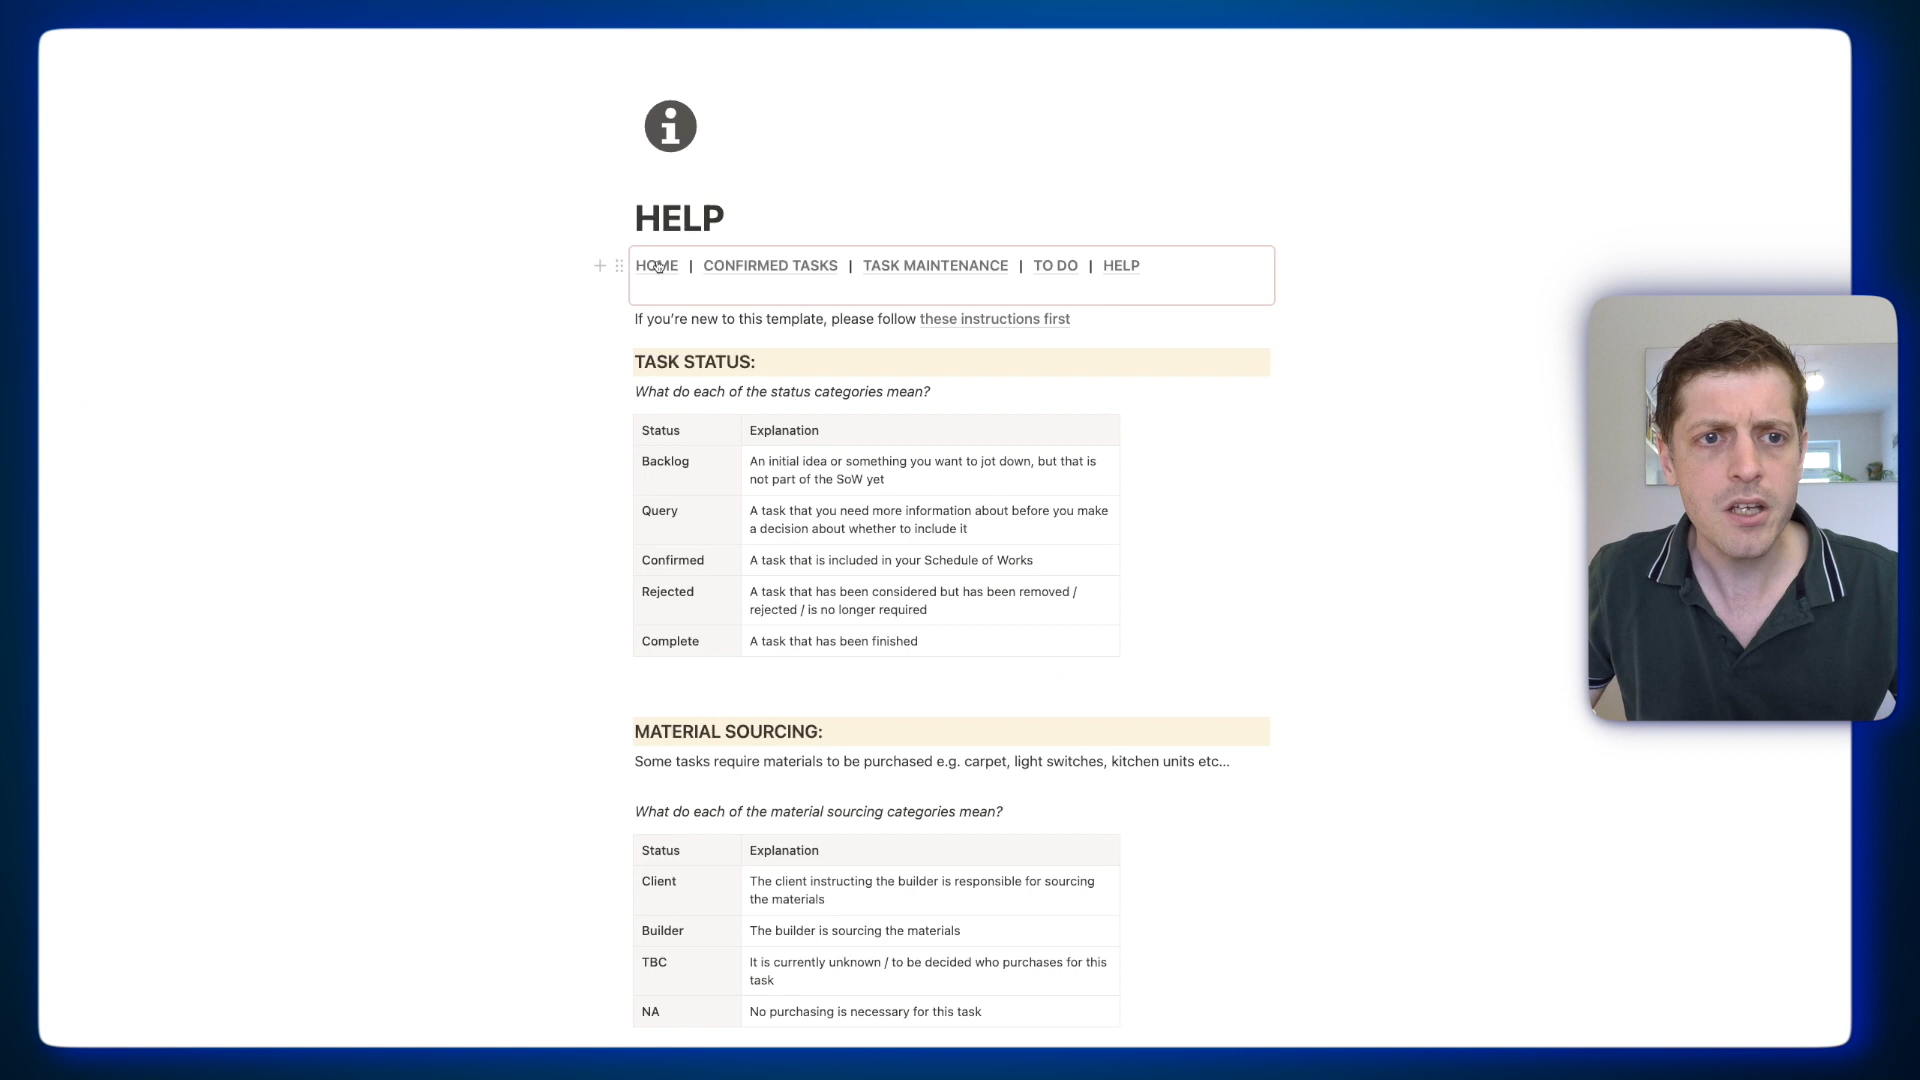 HELP
HOME | CONFIRMED TASKS | TASK MAINTENANCE | TO DO | HELP
If you're new to this template, please follow these instructions first
TASK STATUS:
What do each of the status categories mean?
Status Explanation
Backlog An initial idea or something you want to jot down, but that is
not part of the SoW yet
Query A task that you need more information about before you make
a decision about whether to include it
Confirmed A task that is included in your Schedule of Works
Rejected A task that has been considered but has been removed /
rejected / is no longer required
Complete A task that has been finished
MATERIAL SOURCING:
Some tasks require materials to be purchased e.g. carpet, light switches, kitchen units etc...
What do each of the material sourcing categories mean?
Status Explanation
Client The client instructing the builder is responsible for sourcing
the materials
Builder The builder is sourcing the materials
TBC It is currently unknown / to be decided who purchases for this
task
NA No purchasing is necessary for this task